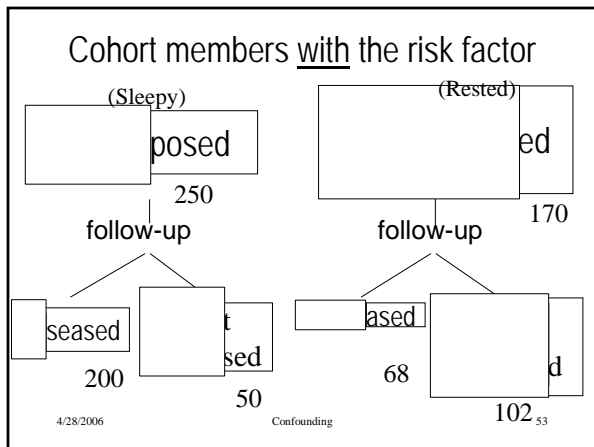 Cohort members with the risk factor
(Sleepy)
(Rested)
posed
ed
250
170
follow-up
follow-up
seased
t
sed
ased
d
200
50
68
102
4/28/2006
Confounding
53